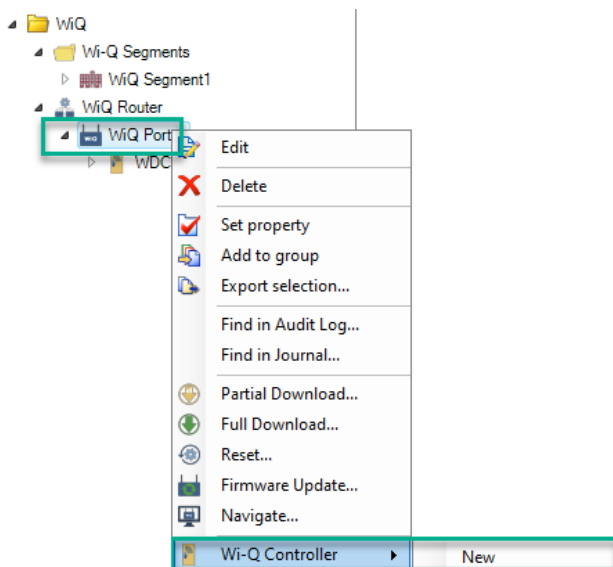 WiQ
Wi-Q Segments
WiQ Segment1
WiQ Router
WiQ Port
WDC
Edit
Delete
Set property
Add to group
Export selection...
Find in Audit Log...
Find in Journal...
Partial Download...
Full Download...
Reset...
Firmware Update...
Navigate...
Wi-Q Controller
New